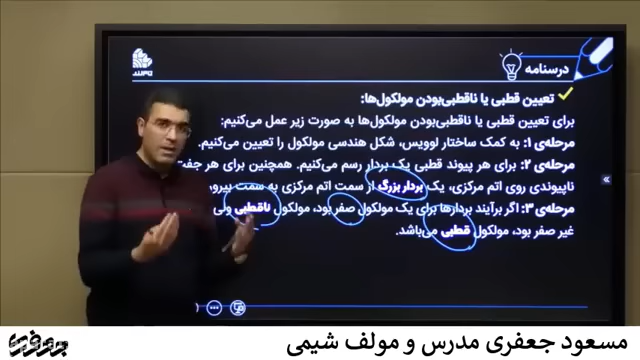 درسنامه
تعیین قطبی یا ناقطبی‌بودن مولکول‌ها:
برای تعیین قطبی یا ناقطبی‌بودن مولکول‌ها به صورت زیر عمل می‌کنیم:
مرحله‌ی ۱: به کمک ساختار لوویس، شکل هندسی مولکول را تعیین می‌کنیم.
مرحله‌ی ۲: برای هر پیوند قطبی یک بردار رسم می‌کنیم. همچنین برای هر جفت
ناپیوندی روی اتم مرکزی، یک بردار بزرگ از سمت اتم مرکزی به سمت بیرون
مرحله‌ی ۳: اگر برآیند بردارها برای یک مولکول صفر بود، مولکول ناقطبی ولی
غیر صفر بود، مولکول قطبی می‌باشد.
مسعود جعفری مدرس و مولف شیمی